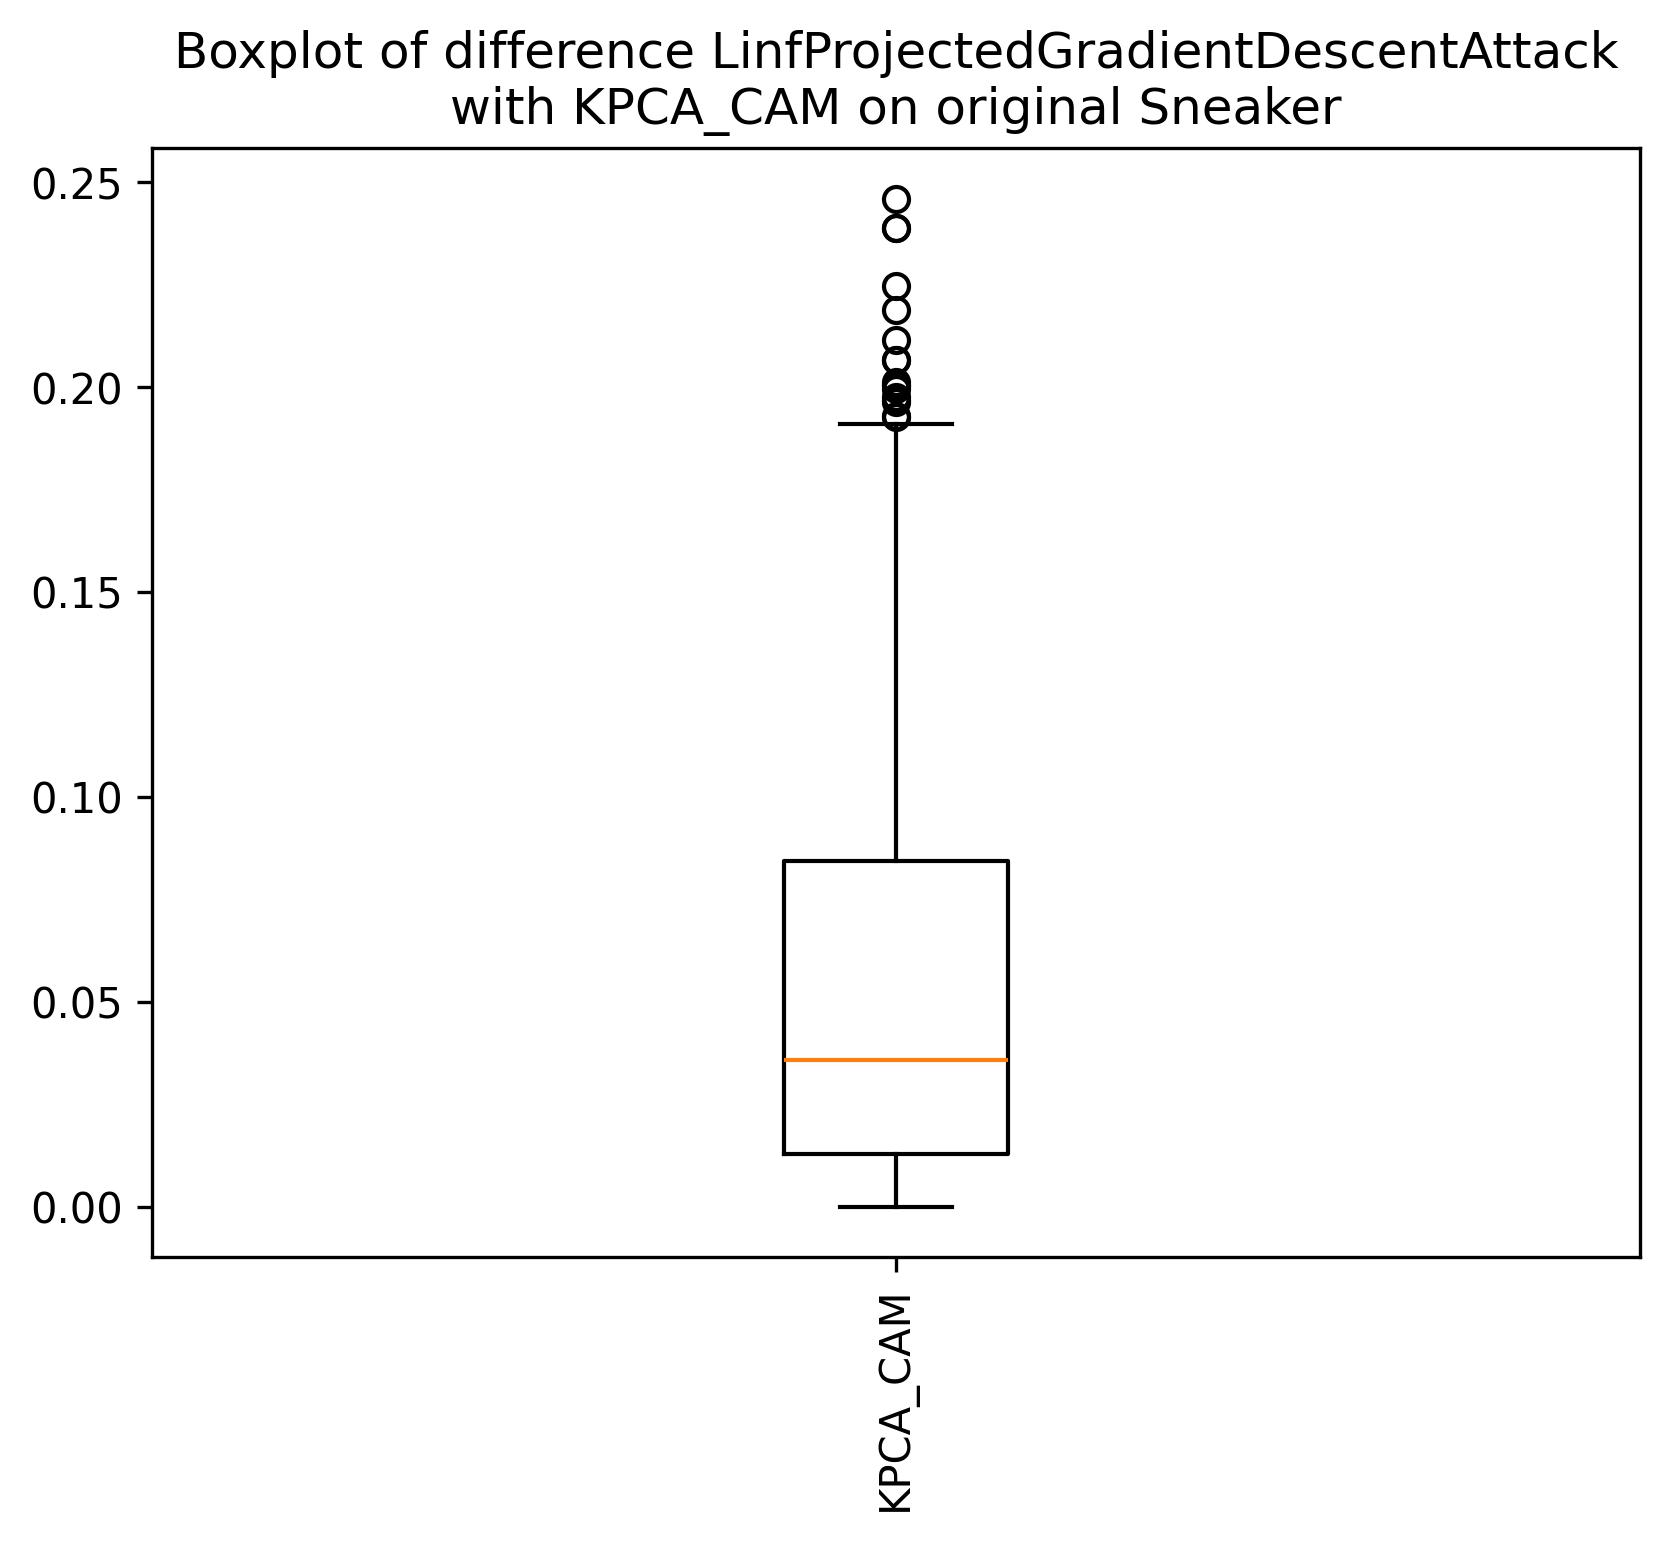 Boxplot of difference LinfProjectedGradientDescentAttack
with KPCA_CAM on original Sneaker
0.25
0.20
0.15
0.10
0.05
0.00
KPCA_CAM